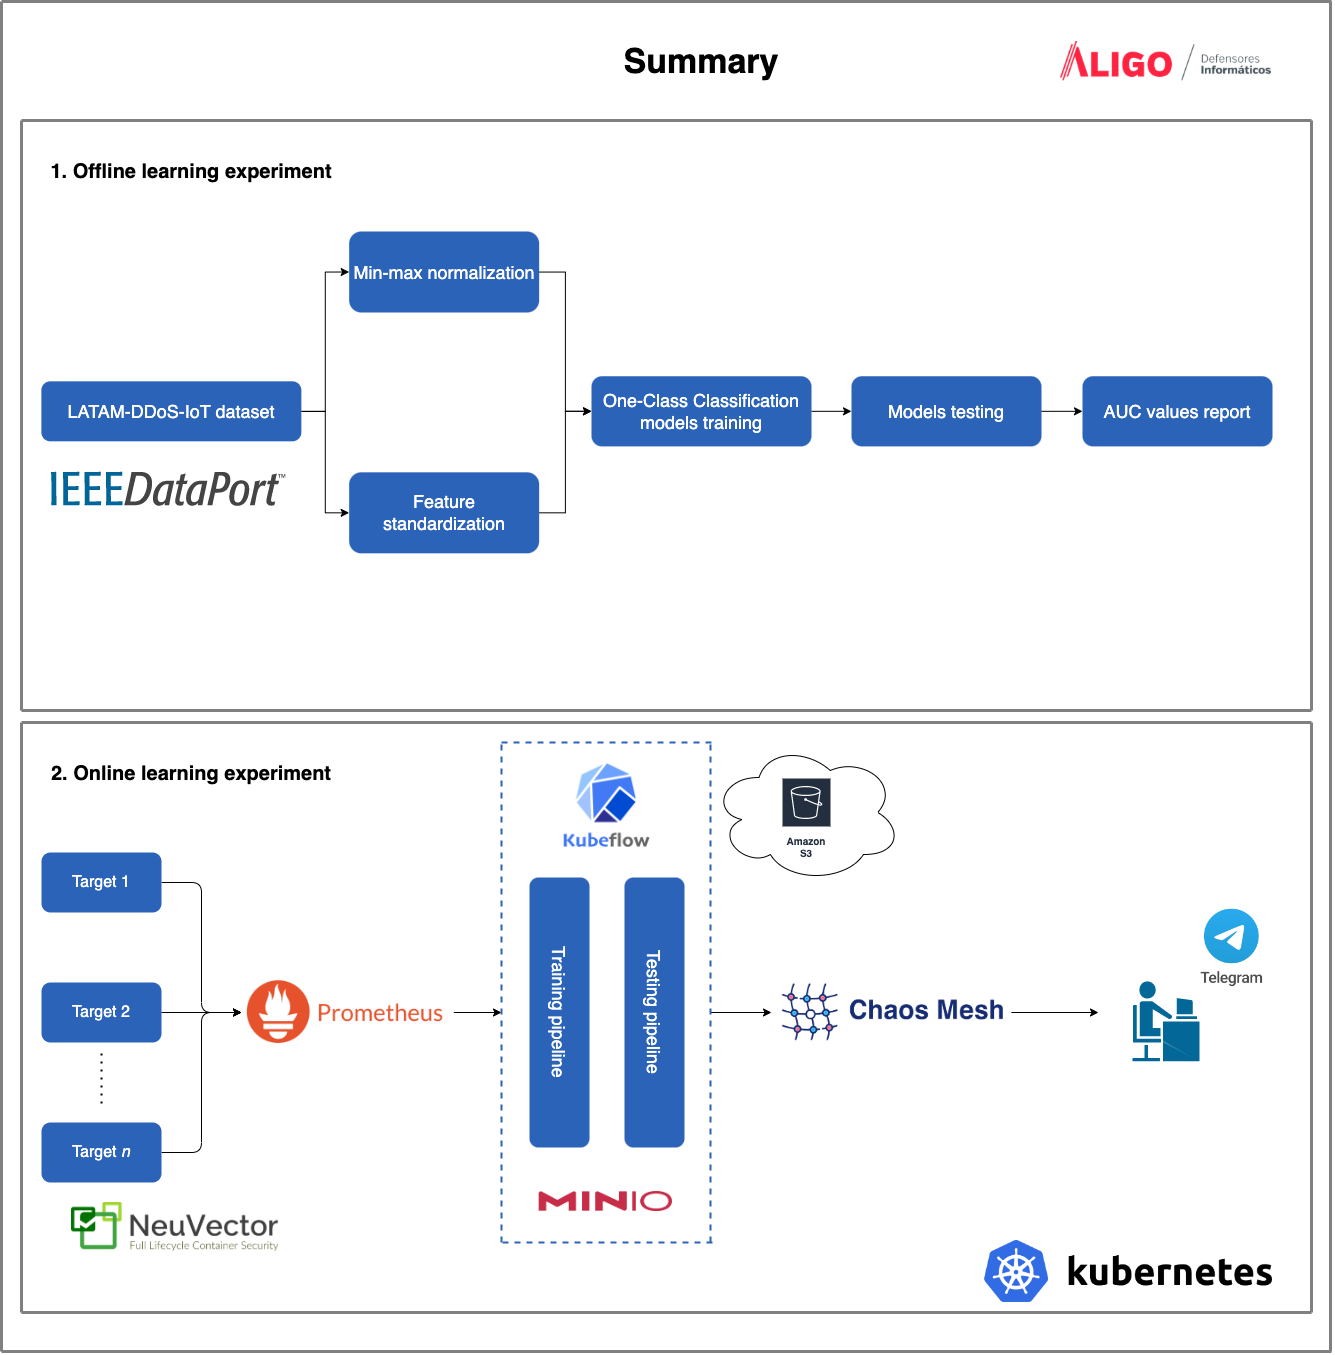 Summary
ALIGO
Defensores
Informáticos
1. Offline learning experiment
Min-max normalization
LATAM-DDoS-IoT dataset
One-Class Classification
models training
Models testing
AUC values report
IEEEDataPort™
Feature
standardization
2. Online learning experiment
Kubeflow
Amazon
S3
Target 1
Target 2
Target n
Prometheus
Training pipeline
Testing pipeline
Chaos Mesh
Telegram
MINIO
NeuVector
Full Lifecycle Container Security
kubernetes